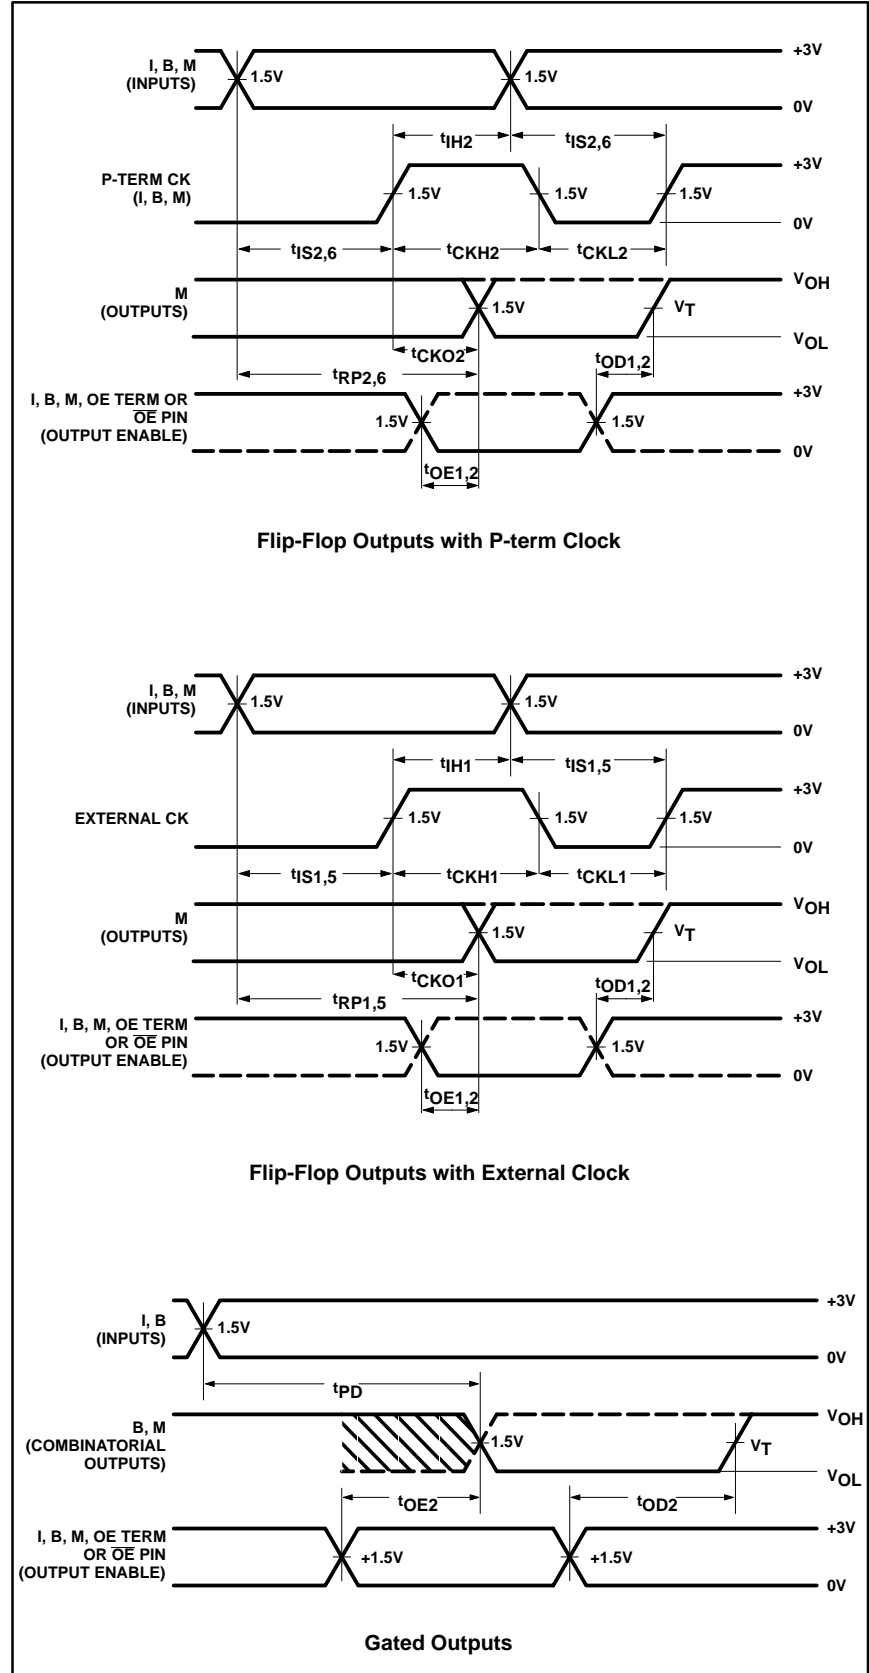 I, B, M
(INPUTS)
1.5V
1.5V
+3V
0V
tIH2
tIS2,6
P-TERM CK
(I, B, M)
1.5V
1.5V
1.5V
+3V
0V
tIS2,6
tCKH2
tCKL2
M
(OUTPUTS)
1.5V
VT
VOH
VOL
tCKO2
tOD1,2
tRP2,6
I, B, M, OE TERM OR
OE PIN
(OUTPUT ENABLE)
1.5V
1.5V
+3V
0V
tOE1,2
Flip-Flop Outputs with P-term Clock
I, B, M
(INPUTS)
1.5V
1.5V
+3V
0V
tIH1
tIS1,5
EXTERNAL CK
1.5V
1.5V
1.5V
+3V
0V
tIS1,5
tCKH1
tCKL1
M
(OUTPUTS)
1.5V
VT
VOH
VOL
tCKO1
tOD1,2
tRP1,5
I, B, M, OE TERM
OR OE PIN
(OUTPUT ENABLE)
1.5V
1.5V
+3V
0V
tOE1,2
Flip-Flop Outputs with External Clock
I, B
(INPUTS)
1.5V
+3V
0V
tPD
B, M
(COMBINATORIAL
OUTPUTS)
1.5V
VT
VOH
VOL
tOE2
tOD2
I, B, M, OE TERM
OR OE PIN
(OUTPUT ENABLE)
+1.5V
+1.5V
+3V
0V
Gated Outputs